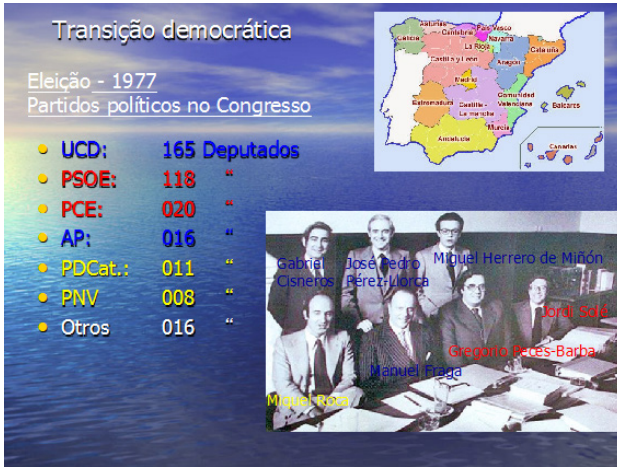 Transição democrática
Eleição - 1977
Partidos políticos no Congresso
UCD: 165 Deputados
PSOE: 118 “
PCE: 020 “
AP: 016 “
PDCat.: 011 “
PNV 008 “
Otros 016 “
Asturias
País Vasco
Galicia
Cantabria
Navarra
La Rioja
Cataluña
Castilla y León
Aragón
Madrid
Extremadura
Castilla -
La mancha
Comunidad
Valenciana
Baleares
Murcia
Andalucia
Canarias
Gabriel
Cisneros
José Pedro
Pérez-Llorca
Miguel Herrero de Miñón
Jordi Solé
Gregorio Peces-Barba
Manuel Fraga
Miquel Roca